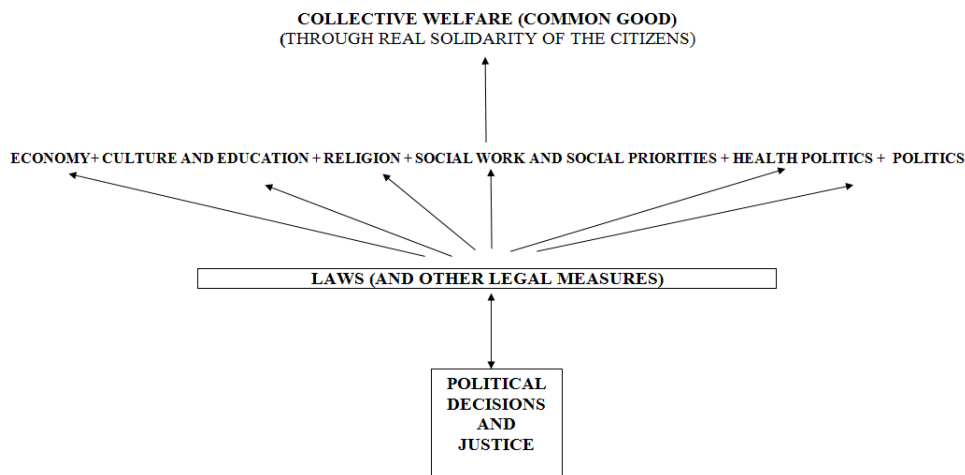 COLLECTIVE WELFARE (COMMON GOOD)
(THROUGH REAL SOLIDARITY OF THE CITIZENS)
ECONOMY+ CULTURE AND EDUCATION + RELIGION + SOCIAL WORK AND SOCIAL PRIORITIES + HEALTH POLITICS + POLITICS
LAWS (AND OTHER LEGAL MEASURES)
POLITICAL
DECISIONS
AND
JUSTICE